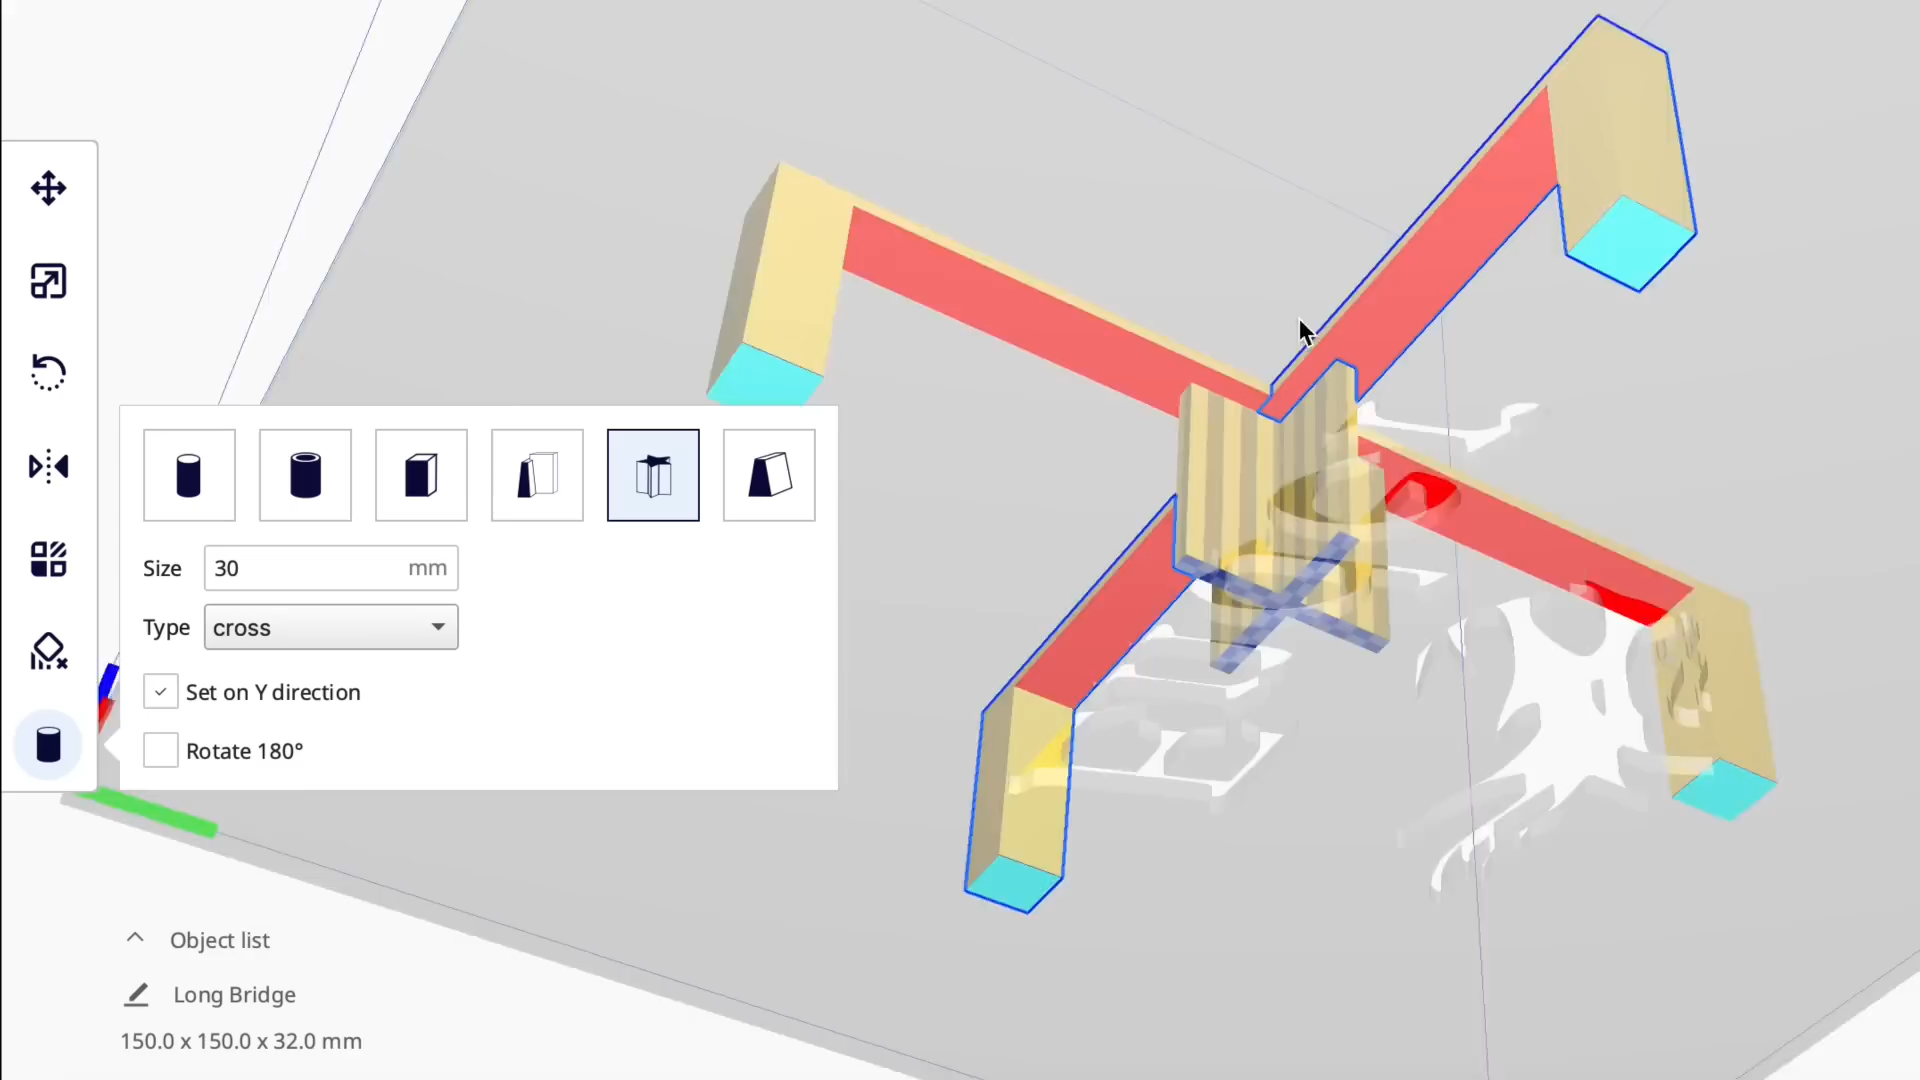 Size 30 mm
Type cross
Set on Y direction
Rotate 180°
Object list
Long Bridge
150.0 x 150.0 x 32.0 mm